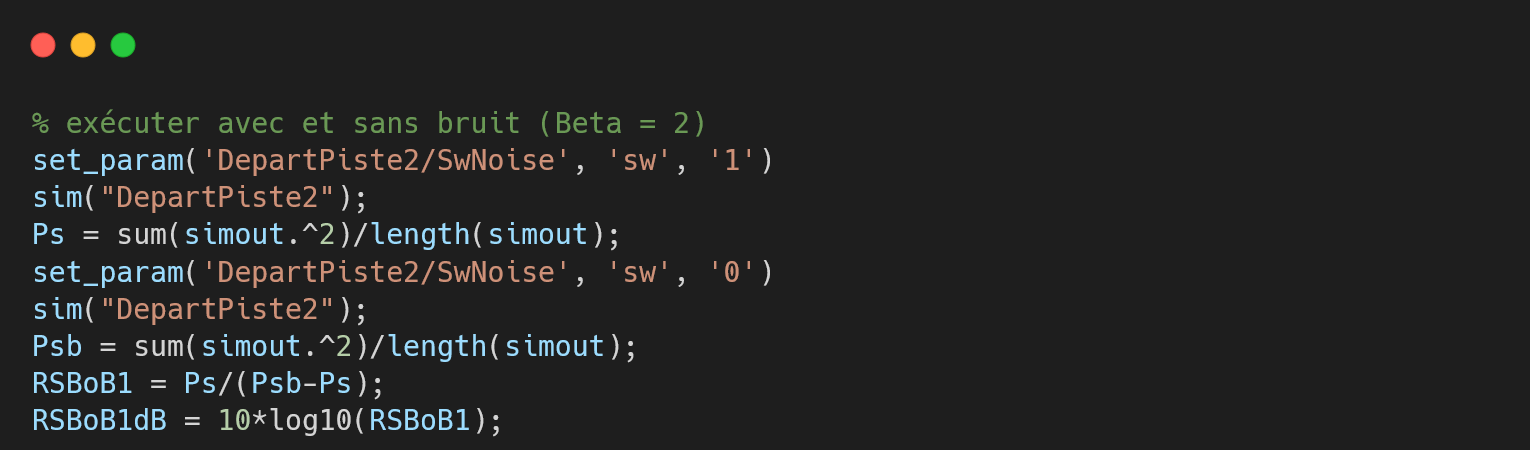 % exécuter avec et sans bruit (Beta = 2)
set_param('DepartPiste2/SwNoise', 'sw', '1')
sim("DepartPiste2");
Ps = sum(simout.^2)/length(simout);
set_param('DepartPiste2/SwNoise', 'sw', '0')
sim("DepartPiste2");
Psb = sum(simout.^2)/length(simout);
RSBoB1 = Ps/(Psb-Ps);
RSBoB1dB = 10*log10(RSBoB1);